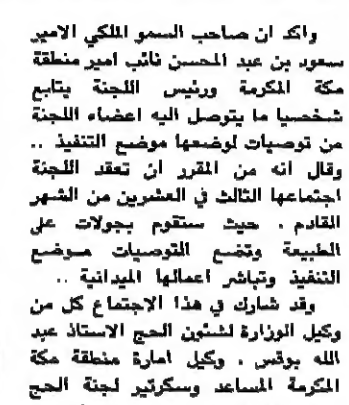 واكد ان صاحب السمو الملكي الامير
سعود بن عبد المحسن نائب امير منطقة
مكة المكرمة ورئيس اللجنة يتابع
شخصيا ما يتوصل اليه اعضاء اللجنة
من توصيات لوضعها موضع التنفيذ ..
وقال انه من المقرر ان تعقد اللجنة
اجتماعها الثالث في العشرين من الشهر
القادم . حيث ستقوم بجولات على
الطبيعة وتضع التوصيات موضع
التنفيذ وتباشر اعمالها الميدانية ..
وقد شارك في هذا الاجتماع كل من
وكيل الوزارة لشئون الحج الاستاذ عبد
الله بوقس . وكيل امارة منطقة مكة
المكرمة المساعد وسكرتير لجنة الحج